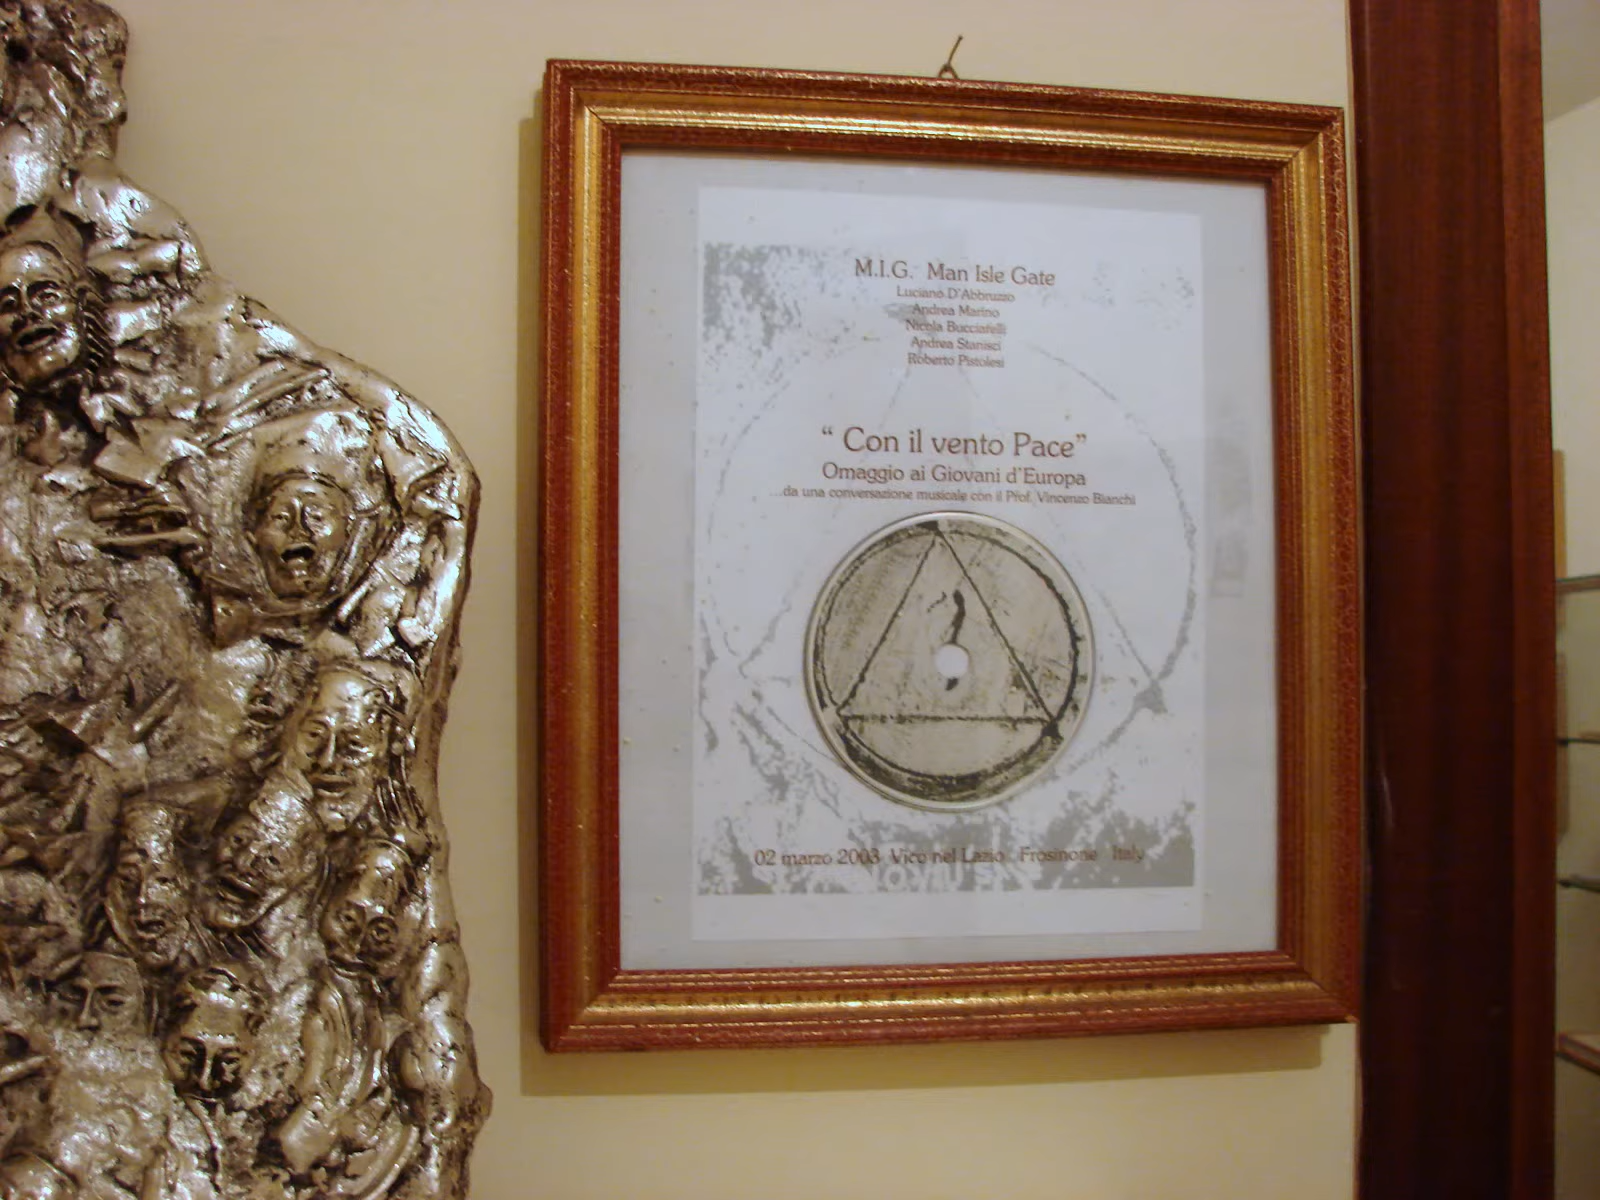 M.I.G. Man Isle Gate
Luciano D'Abbruzzo
Andrea Marino
Nicola Bucciarelli
Andrea Stanisci
Roberto Pistolesi
“ Con il vento Pace”
Omaggio ai Giovani d'Europa
...da una conversazione musicale con il Prof. Vincenzo Bianchi
02 marzo 2003 Vico nel Lazio Frosinone Italy